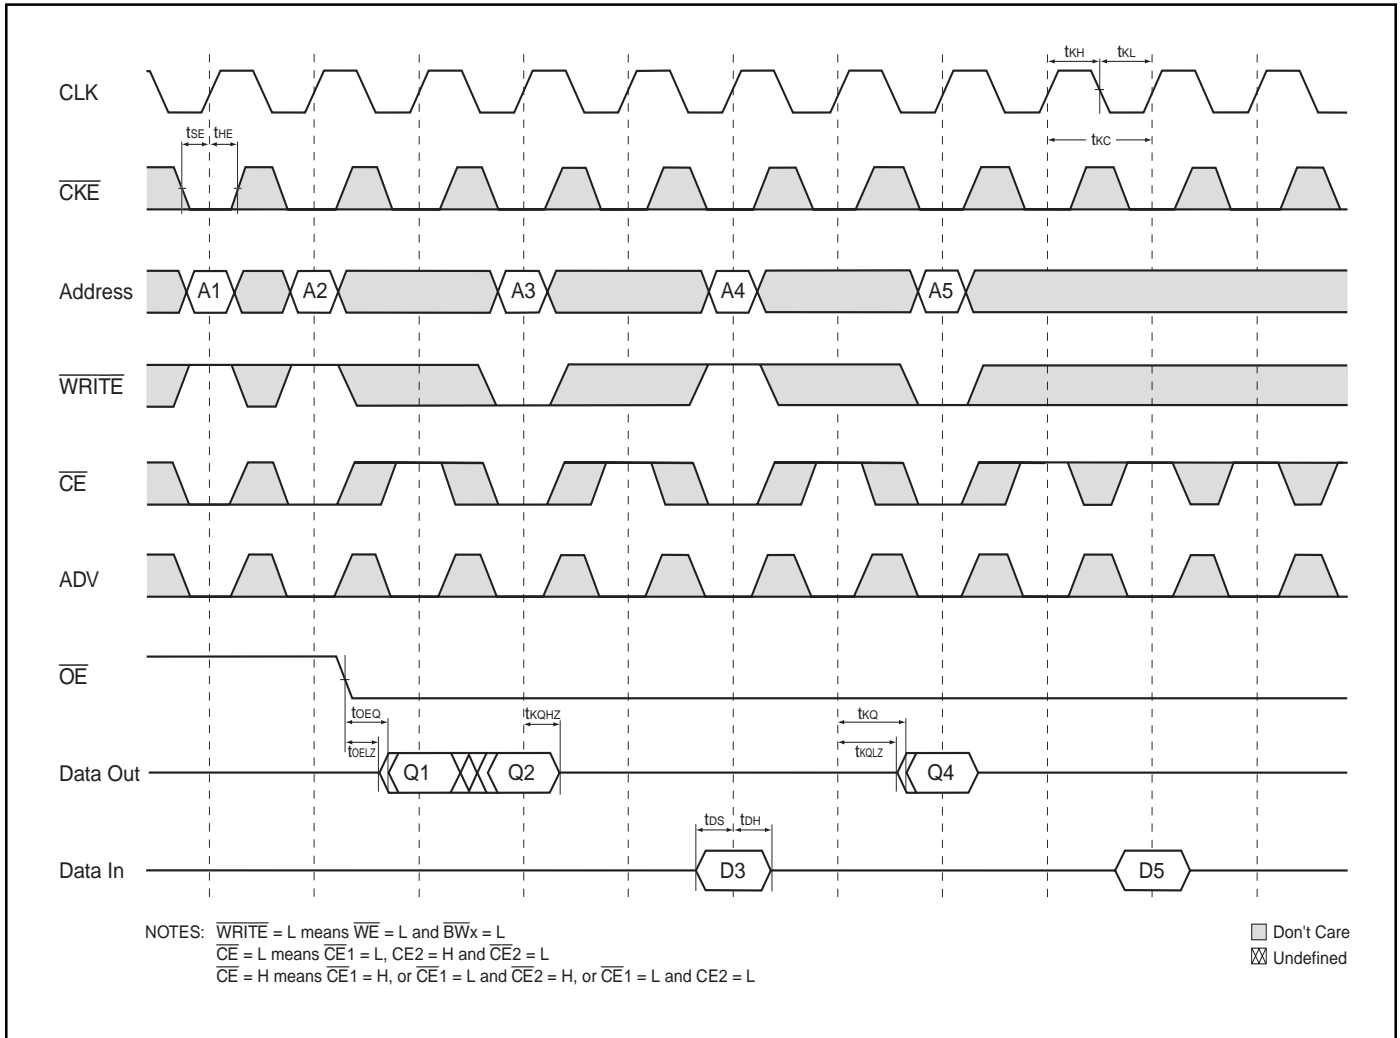 tKH tKL
CLK
tSE tHE
tKC
CKE
Address A1 A2 A3 A4 A5
WRITE
CE
ADV
OE
tOEQ tKQHZ tKQ
tOELZ tKQLZ
Data Out Q1 Q2 Q4
tDS tDH
Data In D3 D5
NOTES: WRITE = L means WE = L and BWx = L
CE = L means CE1 = L, CE2 = H and CE2 = L
CE = H means CE1 = H, or CE1 = L and CE2 = H, or CE1 = L and CE2 = L
Don't Care
Undefined